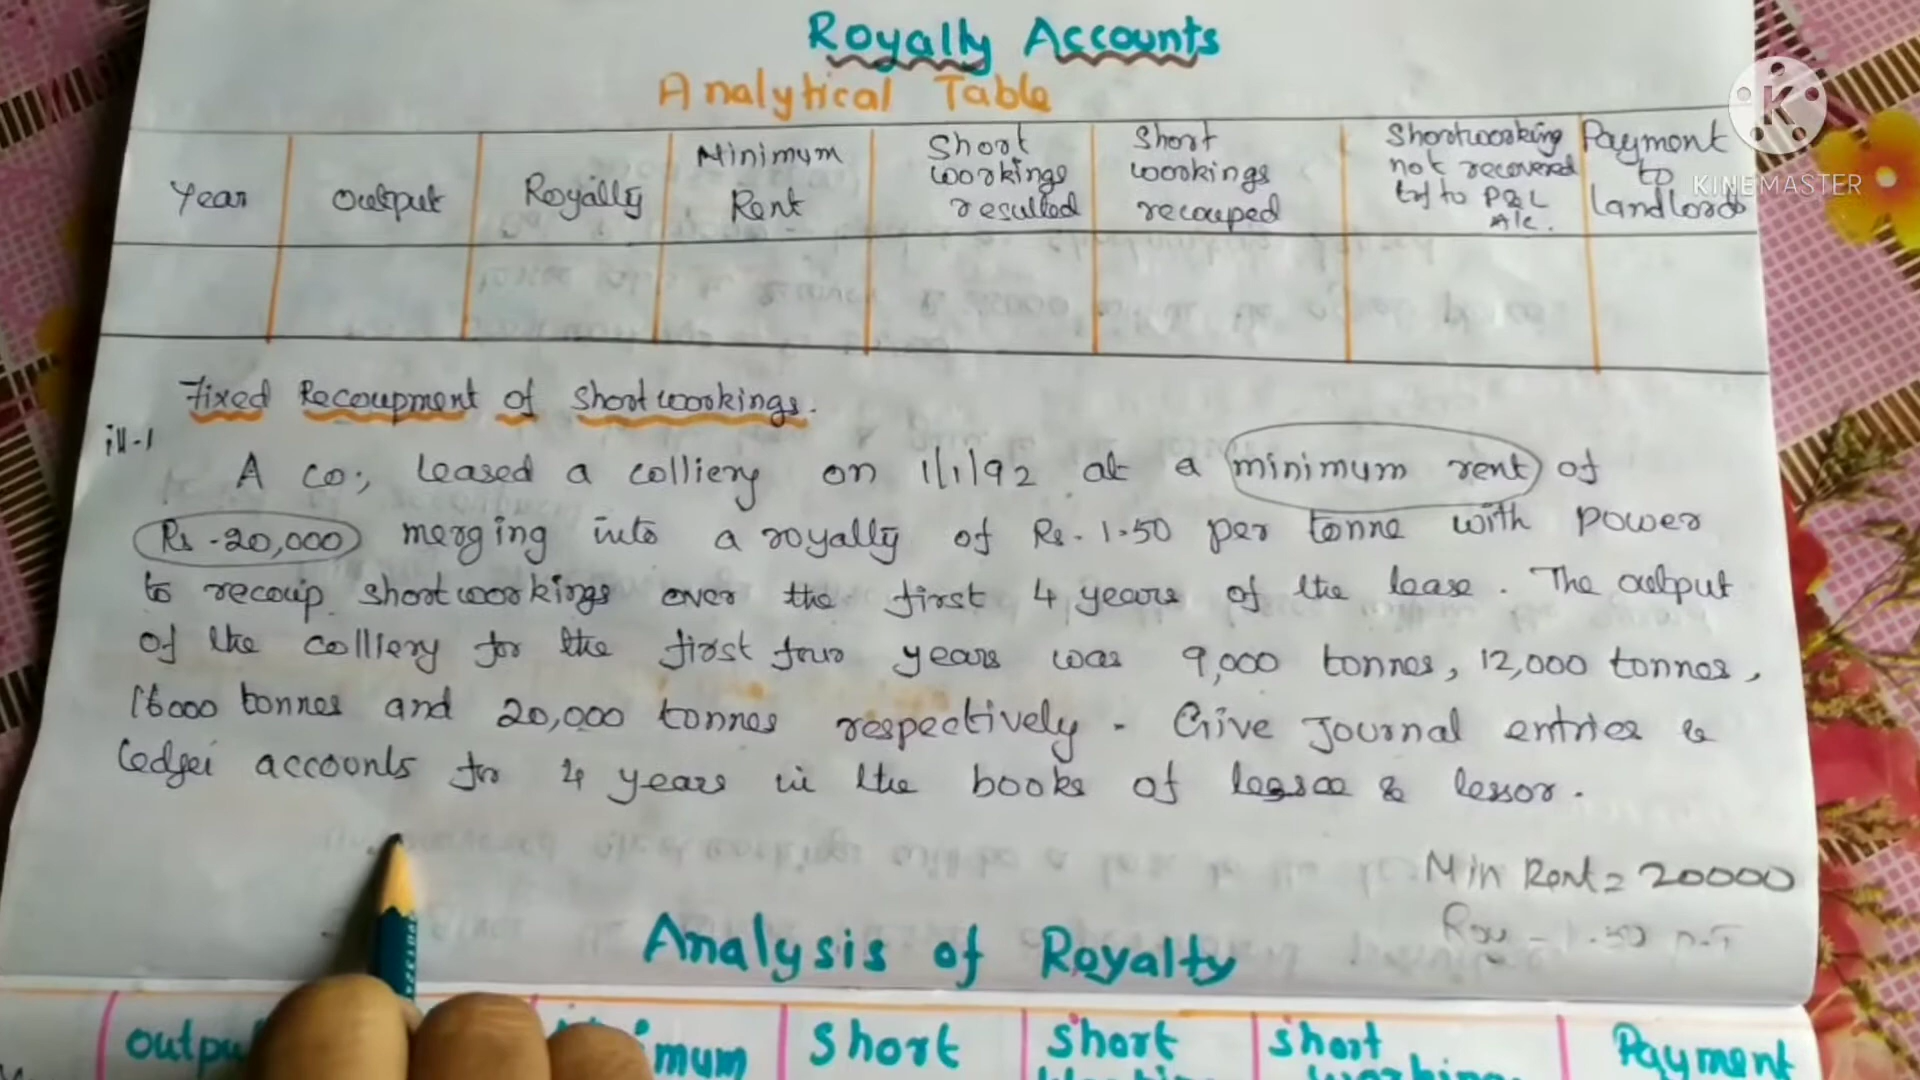 Royalty Accounts
Analytical Table
Year
Output
Royalty
Minimum
Rent
Short
workings
resulted
Short
workings
recouped
Shortworking
not recovered
trf to P&L
A/c.
Payment
to
landlords
KINEMASTER
Fixed Recoupment of Shortworkings.
ill-1
A co; leased a colliery on 1/1/92 at a minimum rent of
Rs-20,000 merging into a royalty of Rs-1.50 per tonne with power
to recoup shortworkings over the first 4 years of the lease. The output
of the colliery for the first four years was 9,000 tonnes, 12,000 tonnes,
16000 tonnes and 20,000 tonnes respectively - Give Journal entries &
Ledger accounts for 4 years in the books of lessee & lessor.
Min Rent = 20000
Analysis of Royalty
short
short
short
Payment